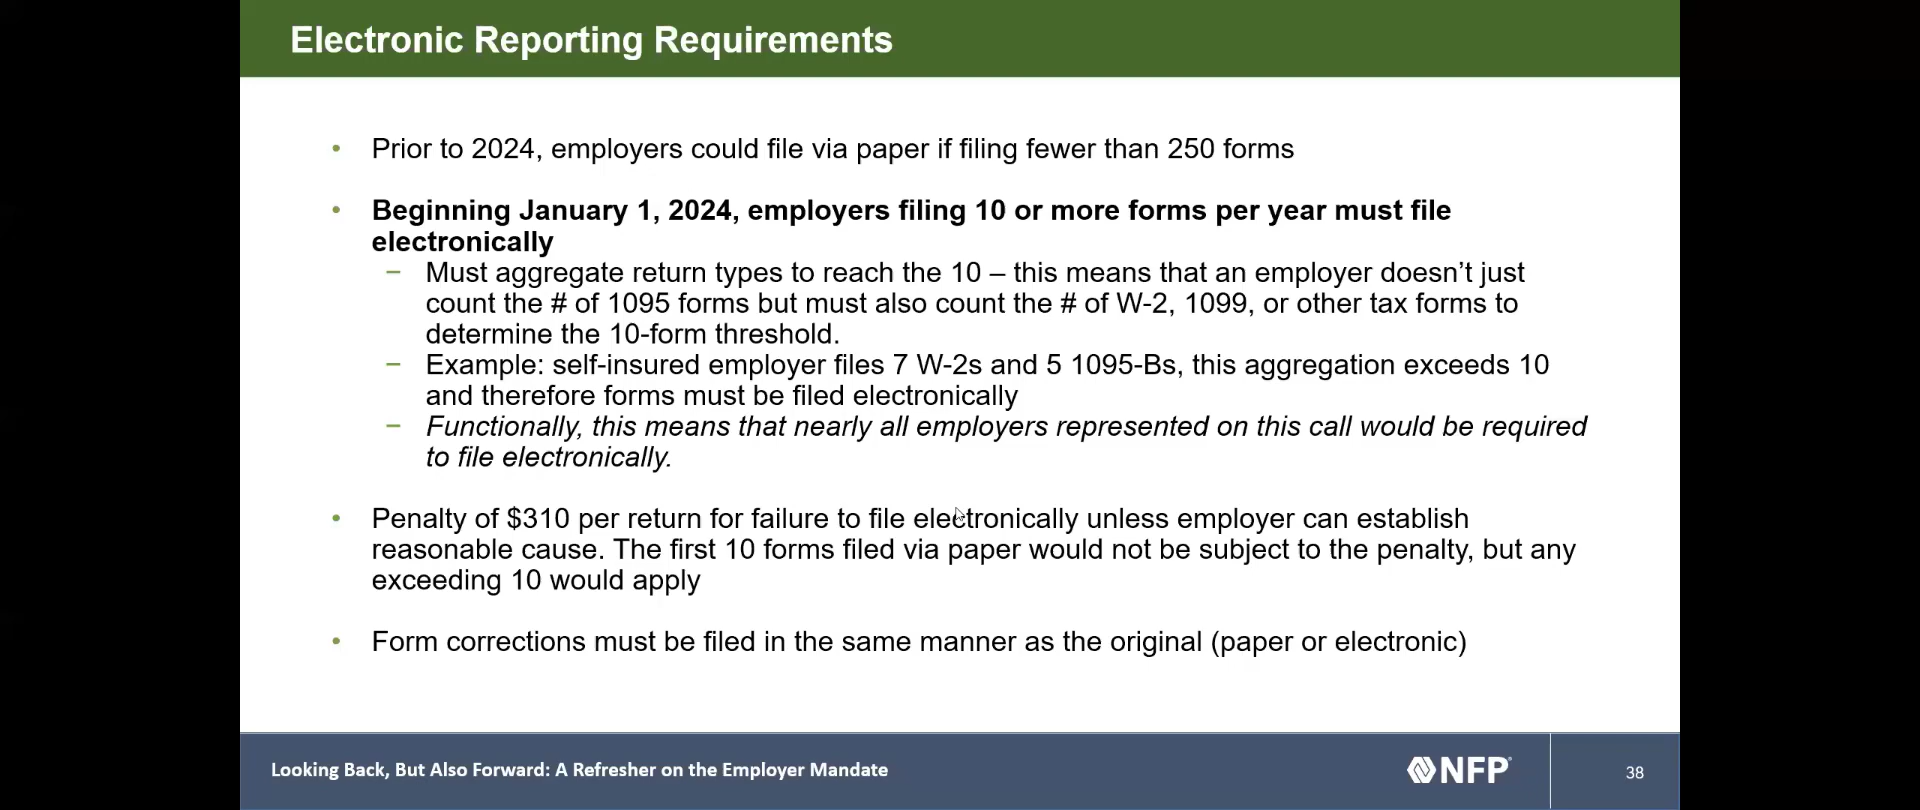 Electronic Reporting Requirements
• Prior to 2024, employers could file via paper if filing fewer than 250 forms
• Beginning January 1, 2024, employers filing 10 or more forms per year must file
electronically
– Must aggregate return types to reach the 10 – this means that an employer doesn’t just
count the # of 1095 forms but must also count the # of W-2, 1099, or other tax forms to
determine the 10-form threshold.
– Example: self-insured employer files 7 W-2s and 5 1095-Bs, this aggregation exceeds 10
and therefore forms must be filed electronically
– Functionally, this means that nearly all employers represented on this call would be required
to file electronically.
• Penalty of $310 per return for failure to file electronically unless employer can establish
reasonable cause. The first 10 forms filed via paper would not be subject to the penalty, but any
exceeding 10 would apply
• Form corrections must be filed in the same manner as the original (paper or electronic)
Looking Back, But Also Forward: A Refresher on the Employer Mandate
NFP
38